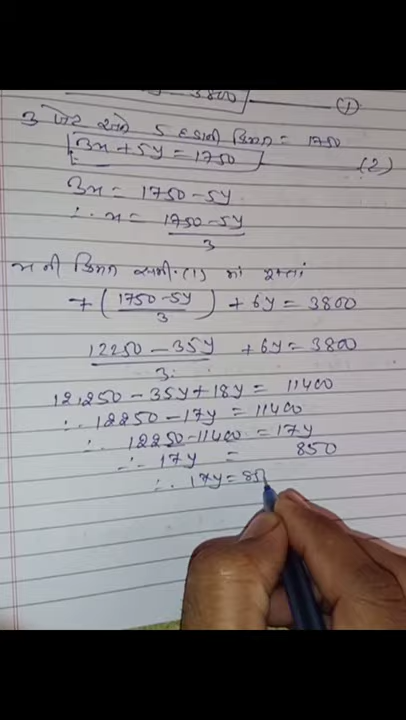 3800 ——— (1)
3 બેટ અને 5 દડાની કિંમત = 1750
3x + 5y = 1750 (2)
3x = 1750 - 5y
∴ x = 1750 - 5y / 3
x ની કિંમત સમી. (1) માં મૂકતાં
7 ( 1750 - 5y / 3 ) + 6y = 3800
12250 - 35y / 3 + 6y = 3800
12,250 - 35y + 18y = 11400
∴ 12250 - 17y = 11400
∴ 12250 - 11400 = 17y
∴ 17y = 850
∴ 17y = 85